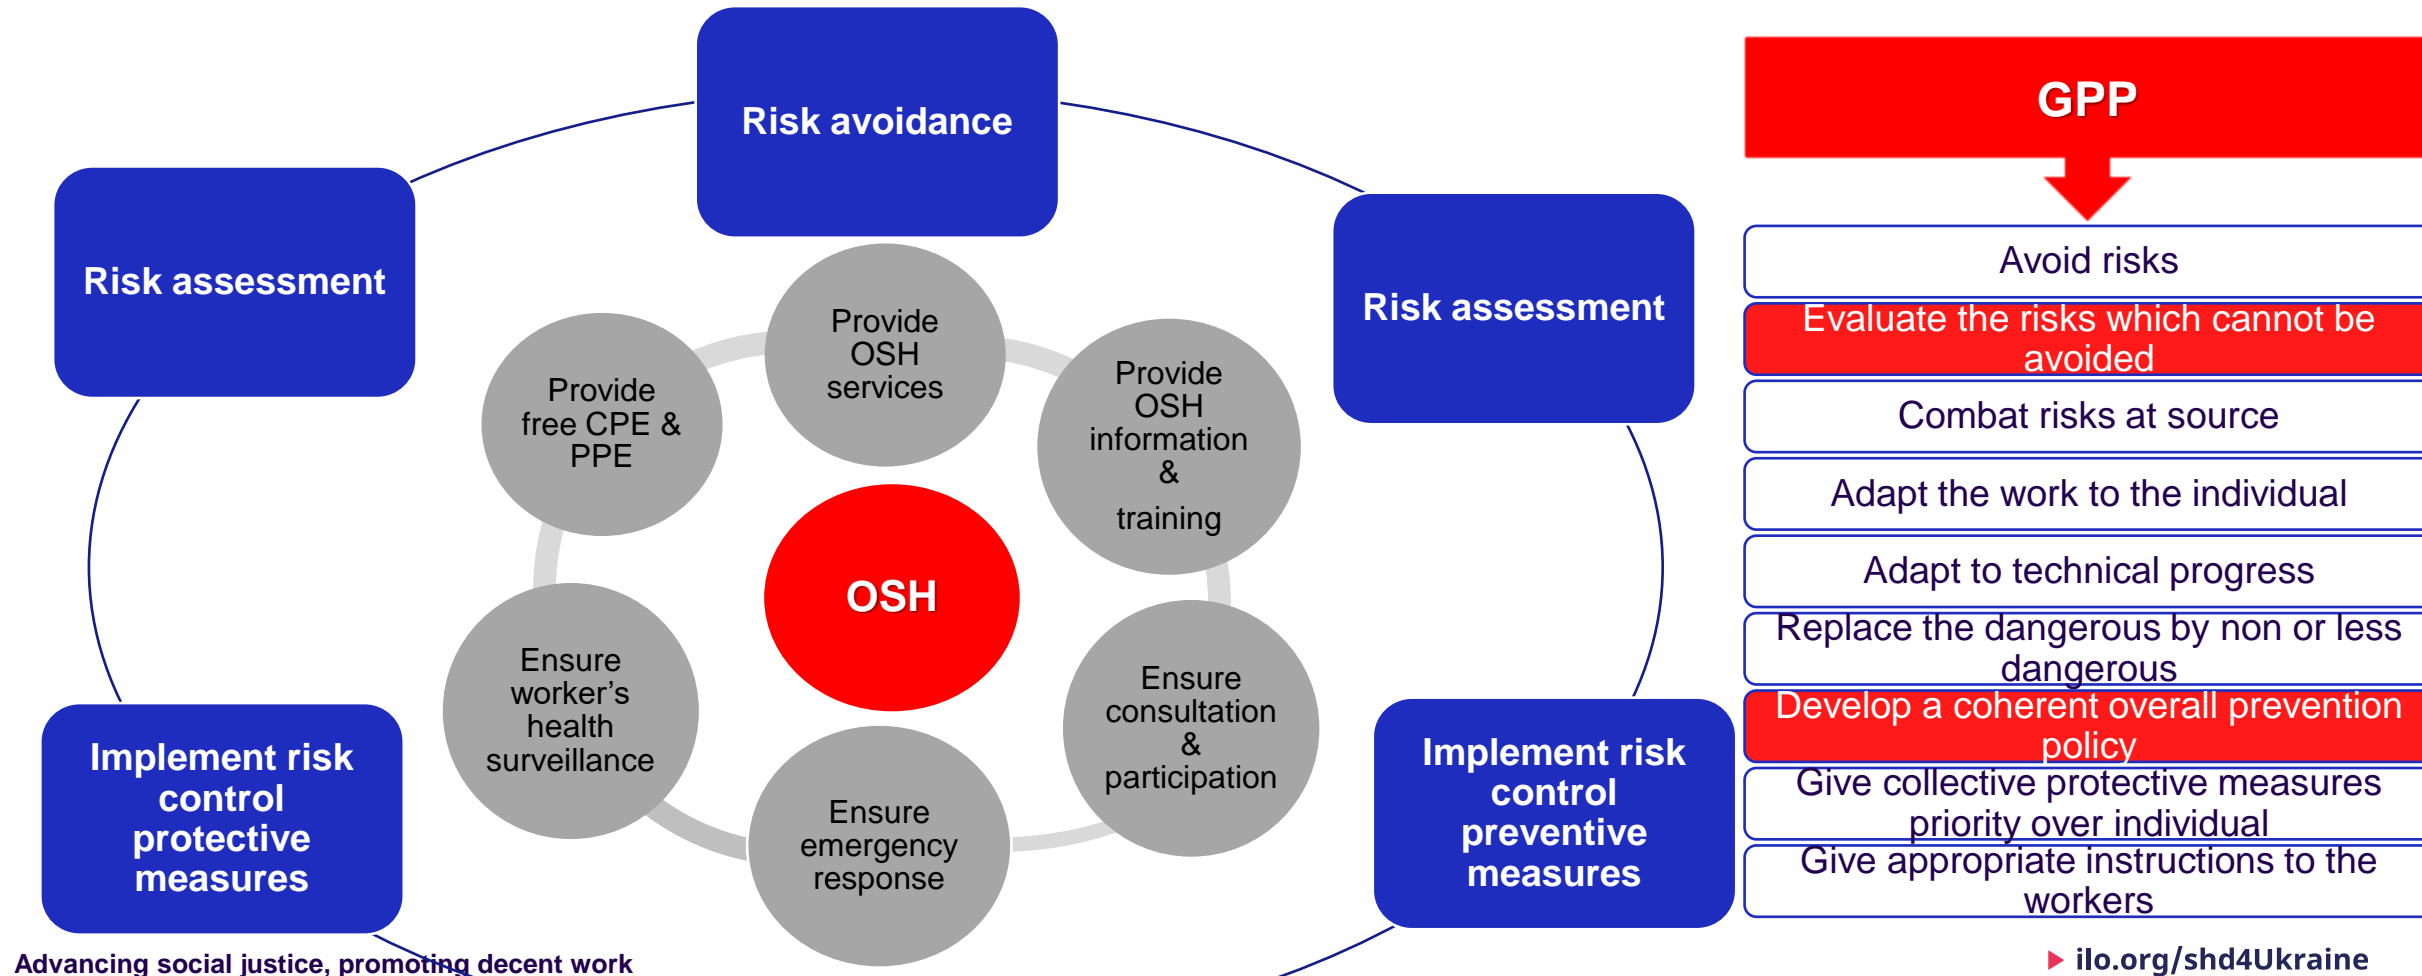 Risk avoidance
Risk assessment
Risk assessment
Implement risk
control
preventive
measures
Implement risk
control
protective
measures
Provide
OSH
services
Provide
OSH
information
&
training
Ensure
consultation
&
participation
Ensure
emergency
response
Ensure
worker’s
health
surveillance
Provide
free CPE &
PPE
OSH
GPP
Avoid risks
Evaluate the risks which cannot be
avoided
Combat risks at source
Adapt the work to the individual
Adapt to technical progress
Replace the dangerous by non or less
dangerous
Develop a coherent overall prevention
policy
Give collective protective measures
priority over individual
Give appropriate instructions to the
workers
Advancing social justice, promoting decent work
ilo.org/shd4Ukraine